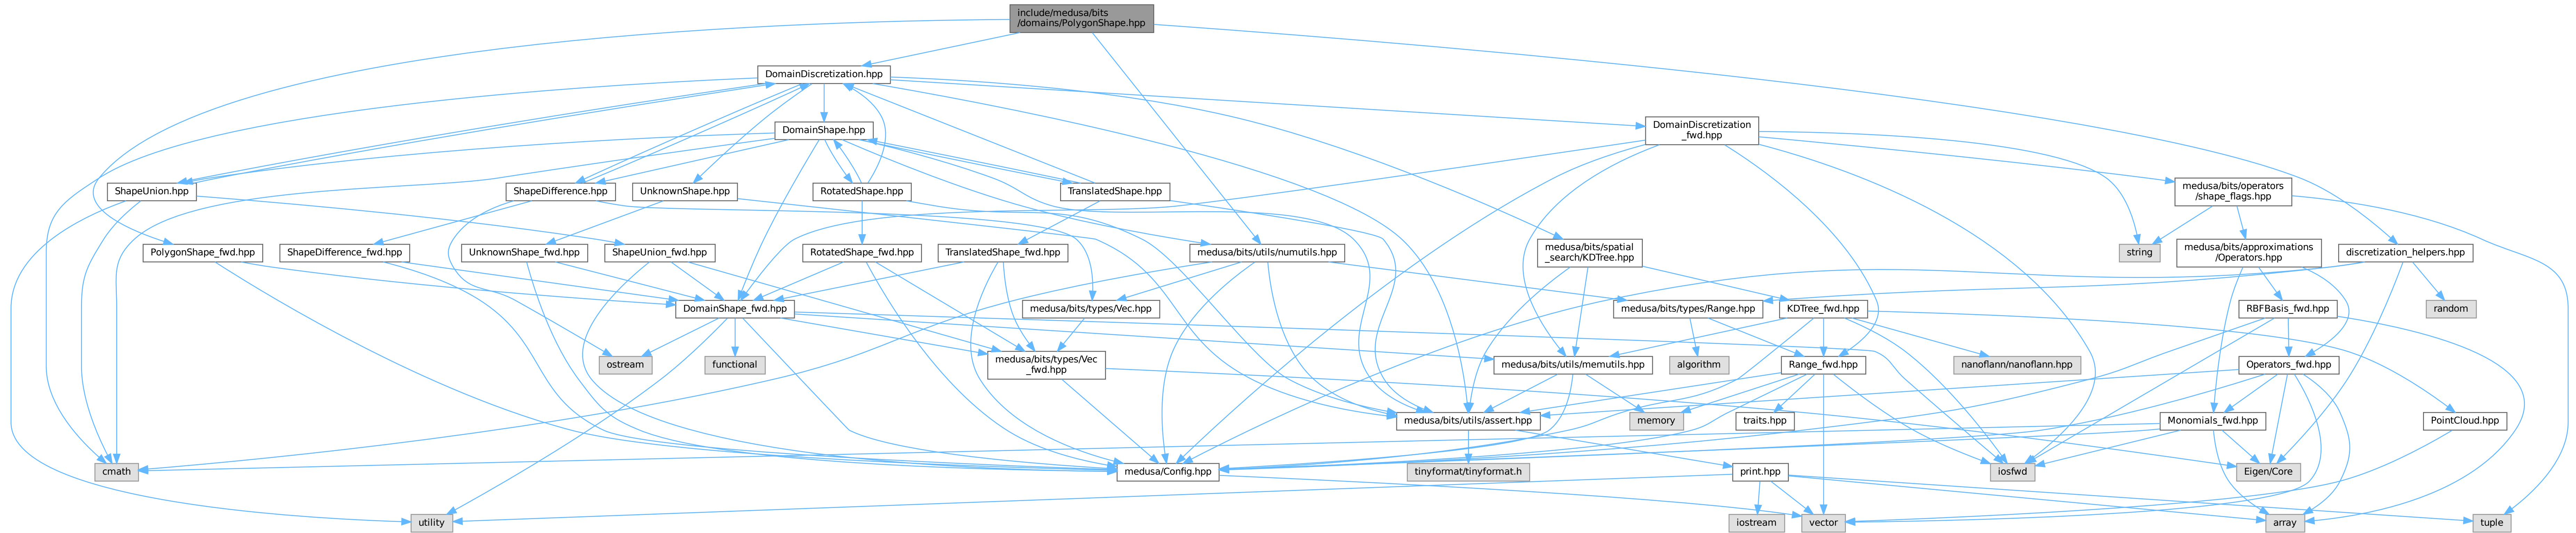 include/medusa/bits
/domains/PolygonShape.hpp
DomainDiscretization.hpp
DomainShape.hpp
DomainDiscretization
_fwd.hpp
ShapeUnion.hpp
ShapeDifference.hpp
UnknownShape.hpp
RotatedShape.hpp
TranslatedShape.hpp
medusa/bits/operators
/shape_flags.hpp
PolygonShape_fwd.hpp
ShapeDifference_fwd.hpp
UnknownShape_fwd.hpp
ShapeUnion_fwd.hpp
RotatedShape_fwd.hpp
TranslatedShape_fwd.hpp
medusa/bits/utils/numutils.hpp
medusa/bits/spatial
_search/KDTree.hpp
string
medusa/bits/approximations
/Operators.hpp
discretization_helpers.hpp
DomainShape_fwd.hpp
medusa/bits/types/Vec.hpp
medusa/bits/types/Range.hpp
KDTree_fwd.hpp
RBFBasis_fwd.hpp
random
ostream
functional
medusa/bits/types/Vec
_fwd.hpp
medusa/bits/utils/memutils.hpp
algorithm
Range_fwd.hpp
nanoflann/nanoflann.hpp
Operators_fwd.hpp
medusa/bits/utils/assert.hpp
memory
traits.hpp
Monomials_fwd.hpp
PointCloud.hpp
cmath
medusa/Config.hpp
tinyformat/tinyformat.h
print.hpp
iosfwd
Eigen/Core
utility
iostream
vector
array
tuple